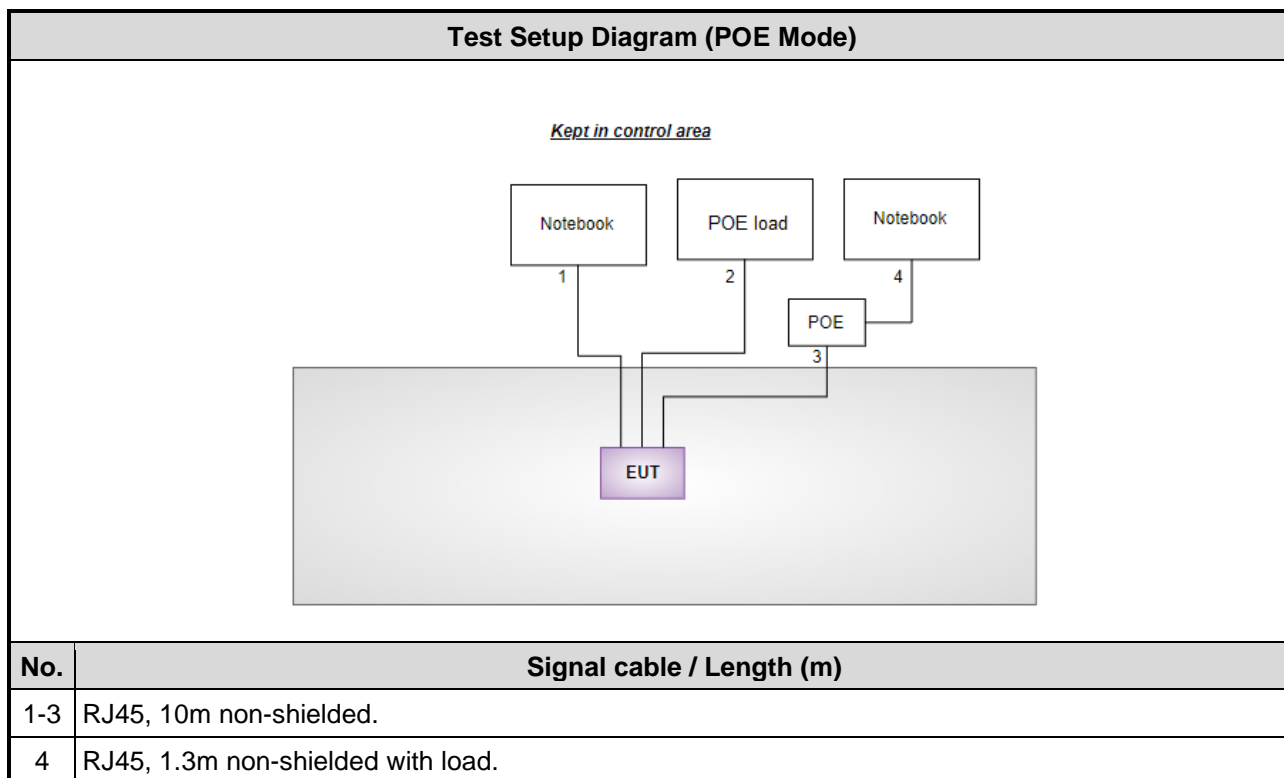 Test Setup Diagram (POE Mode)
Kept in control area
Notebook
POE load
Notebook
1
2
4
POE
3
EUT
No. Signal cable / Length (m)
1-3 RJ45, 10m non-shielded.
4 RJ45, 1.3m non-shielded with load.